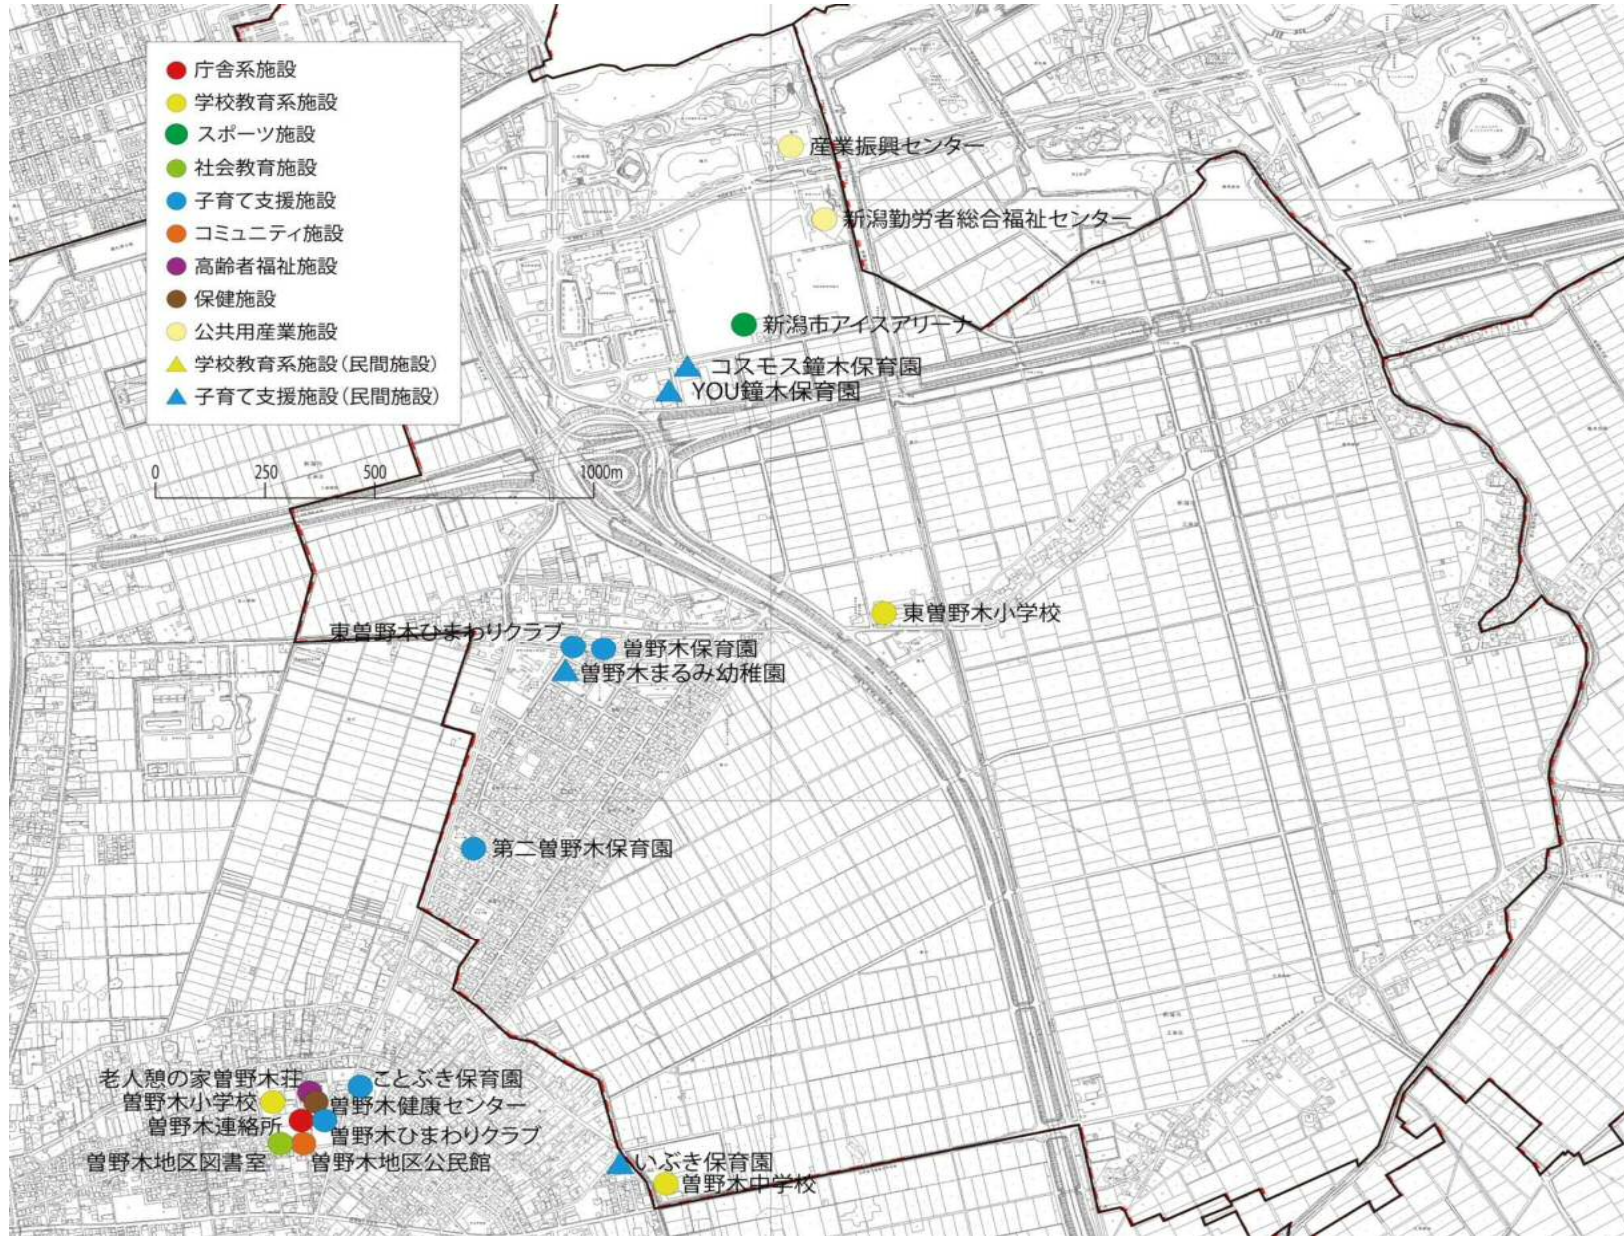 庁舎系施設
学校教育系施設
スポーツ施設
社会教育施設
子育て支援施設
コミュニティ施設
高齢者福祉施設
保健施設
公共用産業施設
学校教育系施設(民間施設)
子育て支援施設(民間施設)
0 250 500 1000m
産業振興センター
新潟勤労者総合福祉センター
新潟市アイスアリーナ
コスモス鐘木保育園
YOU鐘木保育園
東曽野木小学校
東曽野木ひまわりクラブ
曽野木保育園
曽野木まるみ幼稚園
第二曽野木保育園
老人憩の家曽野木荘
ことぶき保育園
曽野木小学校
曽野木健康センター
曽野木連絡所
曽野木ひまわりクラブ
曽野木地区図書室
曽野木地区公民館
いぶき保育園
曽野木中学校